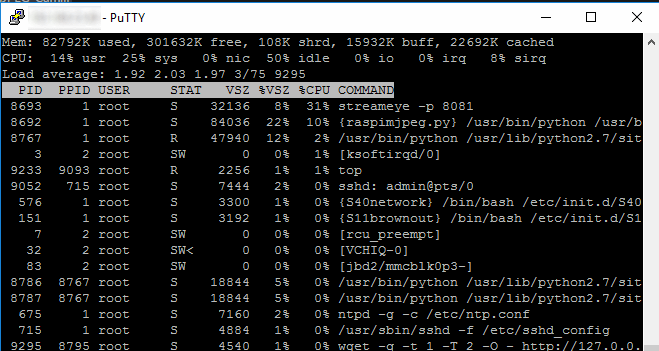 - PuTTY
Mem: 82792K used, 301632K free, 108K shrd, 15932K buff, 22692K cached
CPU:  14% usr  25% sys   0% nic  50% idle   0% io   0% irq   8% sirq
Load average: 1.92 2.03 1.97 3/75 9295
PID  PPID USER     STAT   VSZ %VSZ %CPU COMMAND
8693     1 root     S    32136   8%  31% streameye -p 8081
8692     1 root     S    84036  22%  10% {raspimjpeg.py} /usr/bin/python /usr/b
8767     1 root     R    47940  12%   2% /usr/bin/python /usr/lib/python2.7/sit
3     2 root     SW       0   0%   1% [ksoftirqd/0]
9233  9093 root     R     2256   1%   1% top
9052   715 root     S     7444   2%   0% sshd: admin@pts/0
576     1 root     S     3300   1%   0% {S40network} /bin/bash /etc/init.d/S40
151     1 root     S     3192   1%   0% {S11brownout} /bin/bash /etc/init.d/S1
7     2 root     SW       0   0%   0% [rcu_preempt]
32     2 root     SW<      0   0%   0% [VCHIQ-0]
83     2 root     SW       0   0%   0% [jbd2/mmcblk0p3-]
8786  8767 root     S    18844   5%   0% /usr/bin/python /usr/lib/python2.7/sit
8787  8767 root     S    18844   5%   0% /usr/bin/python /usr/lib/python2.7/sit
675     1 root     S     7160   2%   0% ntpd -g -c /etc/ntp.conf
715     1 root     S     4884   1%   0% /usr/sbin/sshd -f /etc/sshd_config
9295  8795 root     S     4540   1%   0% wget -q -t 1 -T 2 -O - http://127.0.0.